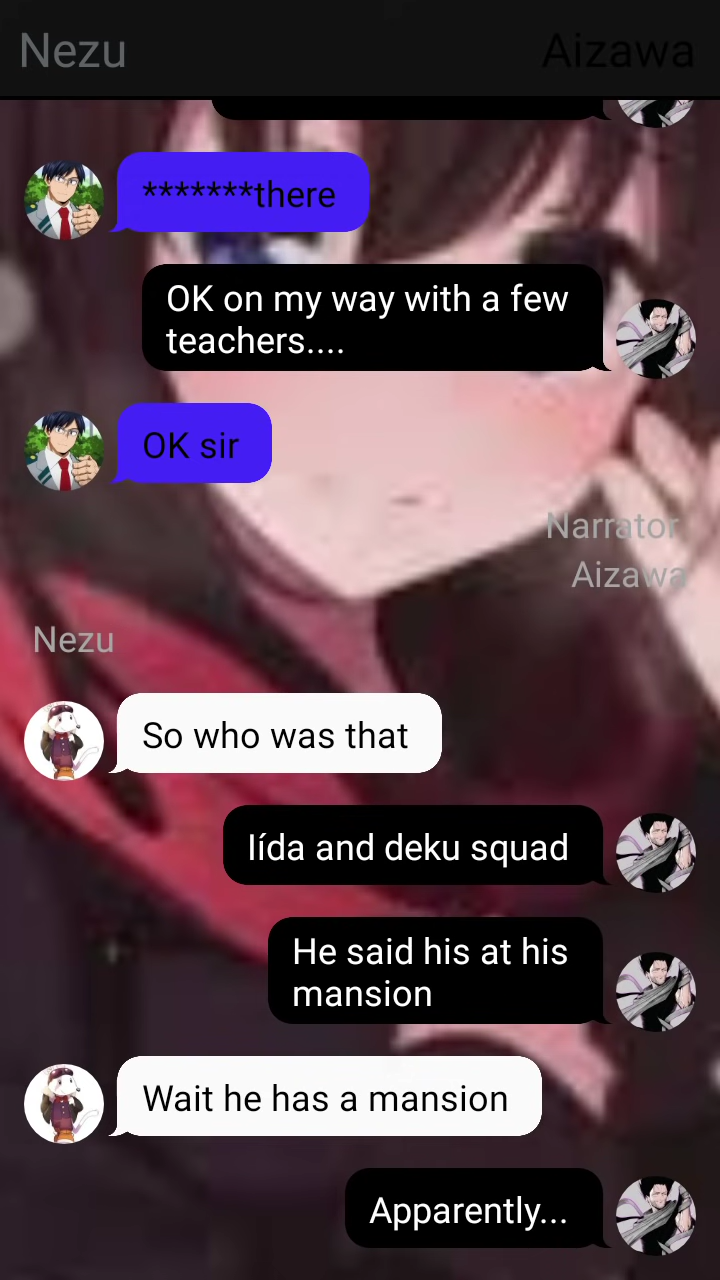 Nezu Aizawa
*******there
OK on my way with a few
teachers....
OK sir
Narrator,
Aizawa
Nezu
So who was that
Iída and deku squad
He said his at his
mansion
Wait he has a mansion
Apparently...